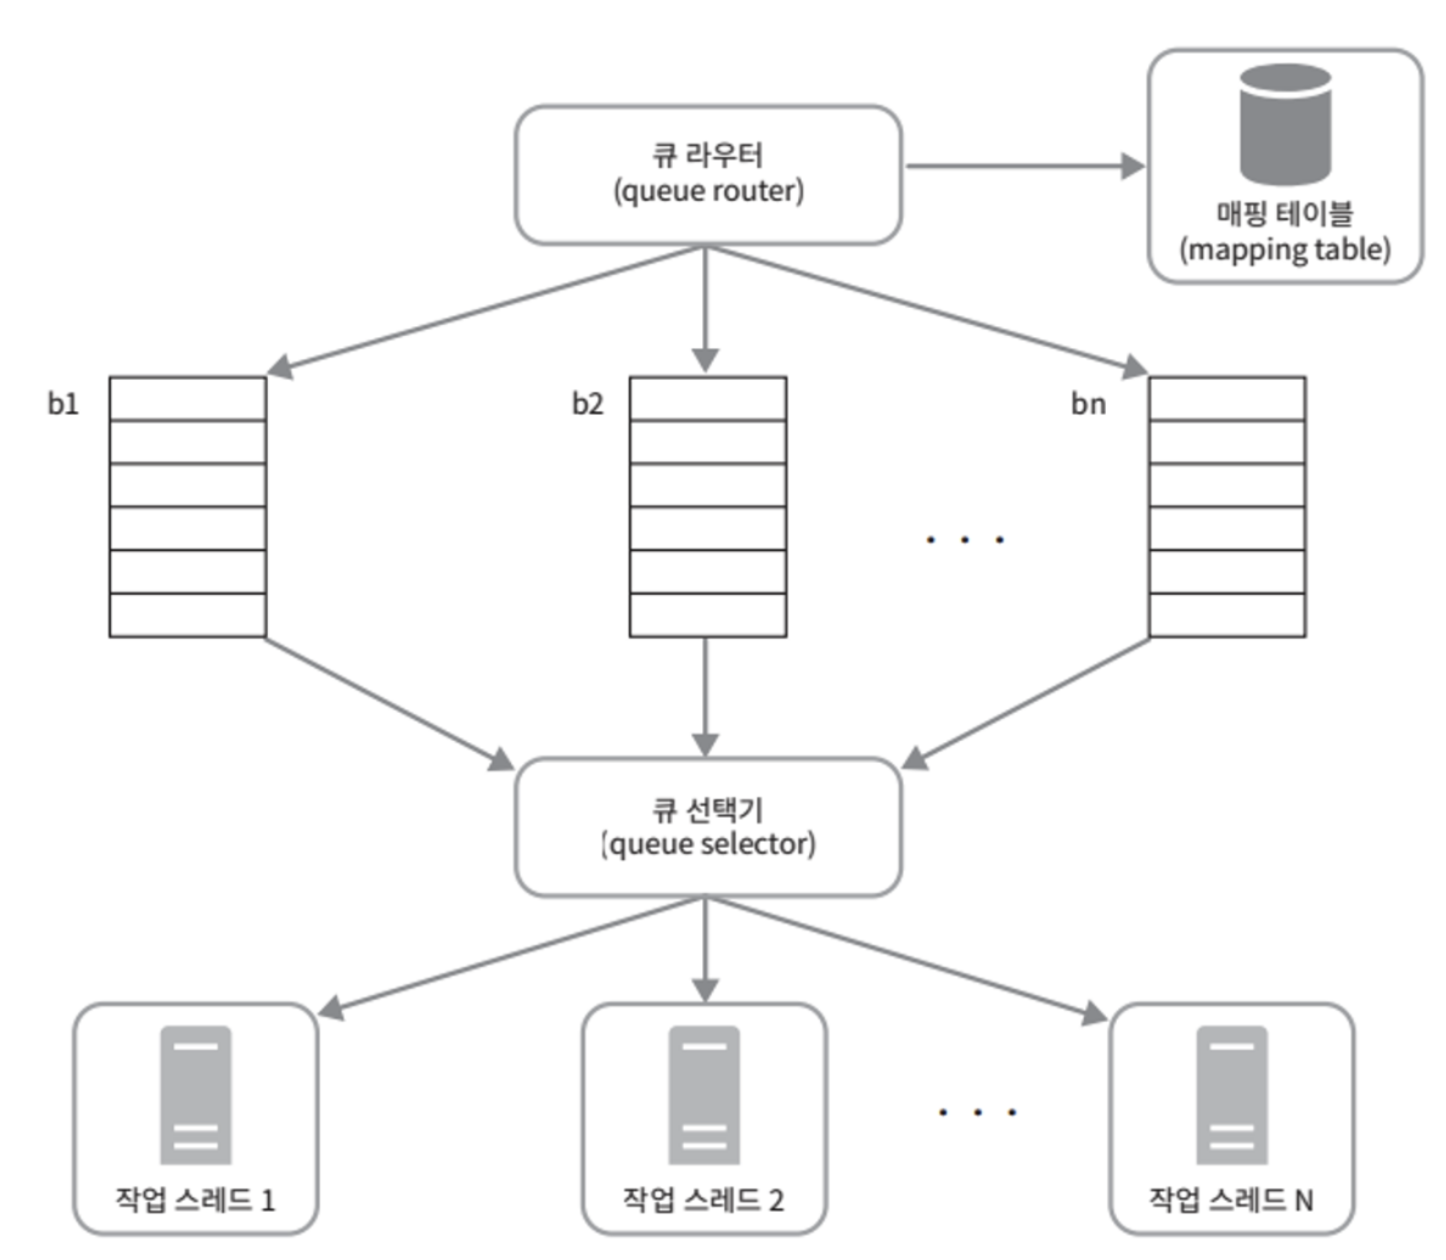 큐 라우터
(queue router)
매핑 테이블
(mapping table)
b1
b2
. . .
bn
큐 선택기
(queue selector)
작업 스레드 1
작업 스레드 2
. . .
작업 스레드 N